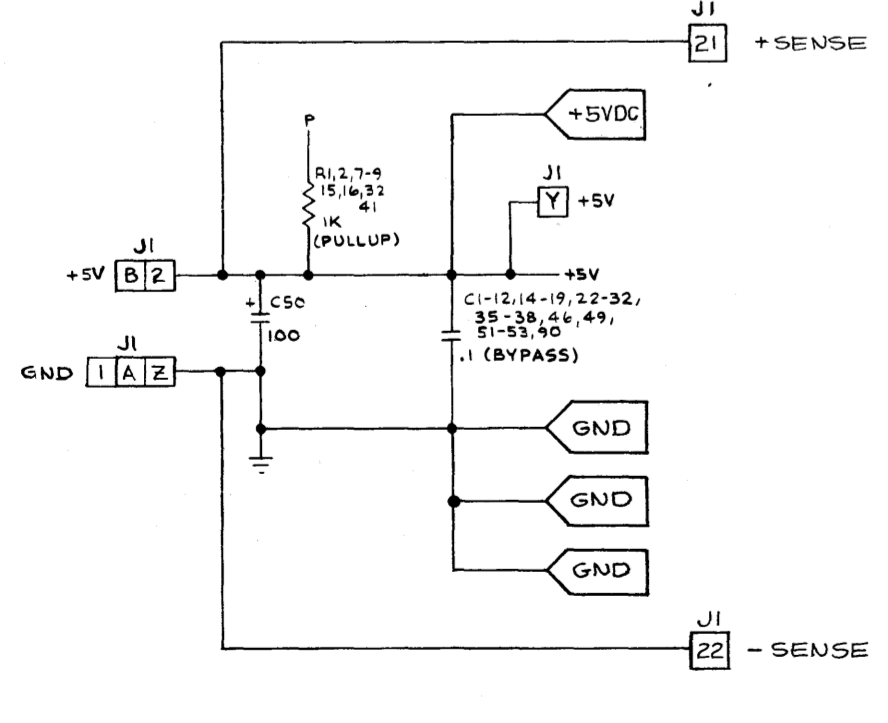 J1
21 +SENSE
+5VDC
P
R1,2,7-9
15,16,32
41
1K
(PULLUP)
J1
Y +5V
J1
+5V B 2
+5V
+ C50
100
C1-12,14-19,22-32,
35-38,46,49,
51-53,90
.1 (BYPASS)
J1
GND 1 A Z
GND
GND
GND
J1
22 - SENSE